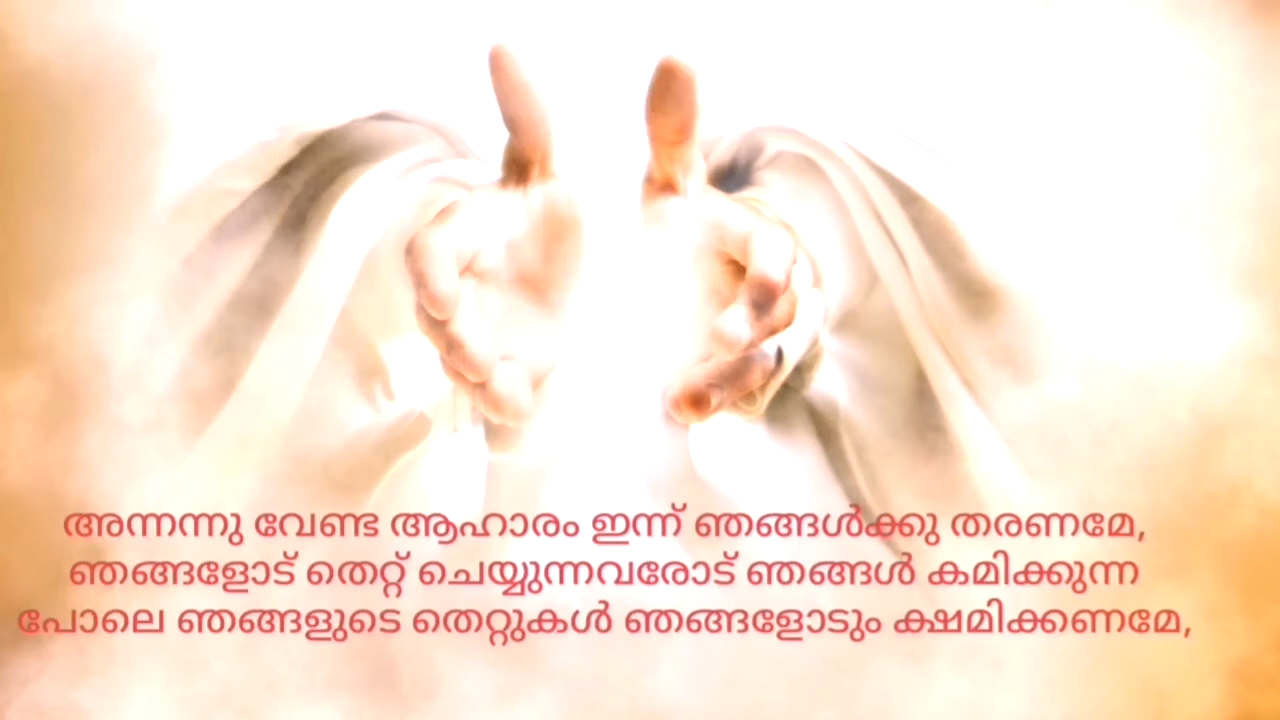 അന്നന്നു വേണ്ട ആഹാരം ഇന്ന് ഞങ്ങൾക്കു തരണമേ,
ഞങ്ങളോട് തെറ്റ് ചെയ്യുന്നവരോട് ഞങ്ങൾ കമിക്കുന്ന
പോലെ ഞങ്ങളുടെ തെറ്റുകൾ ഞങ്ങളോടും ക്ഷമിക്കണമേ,